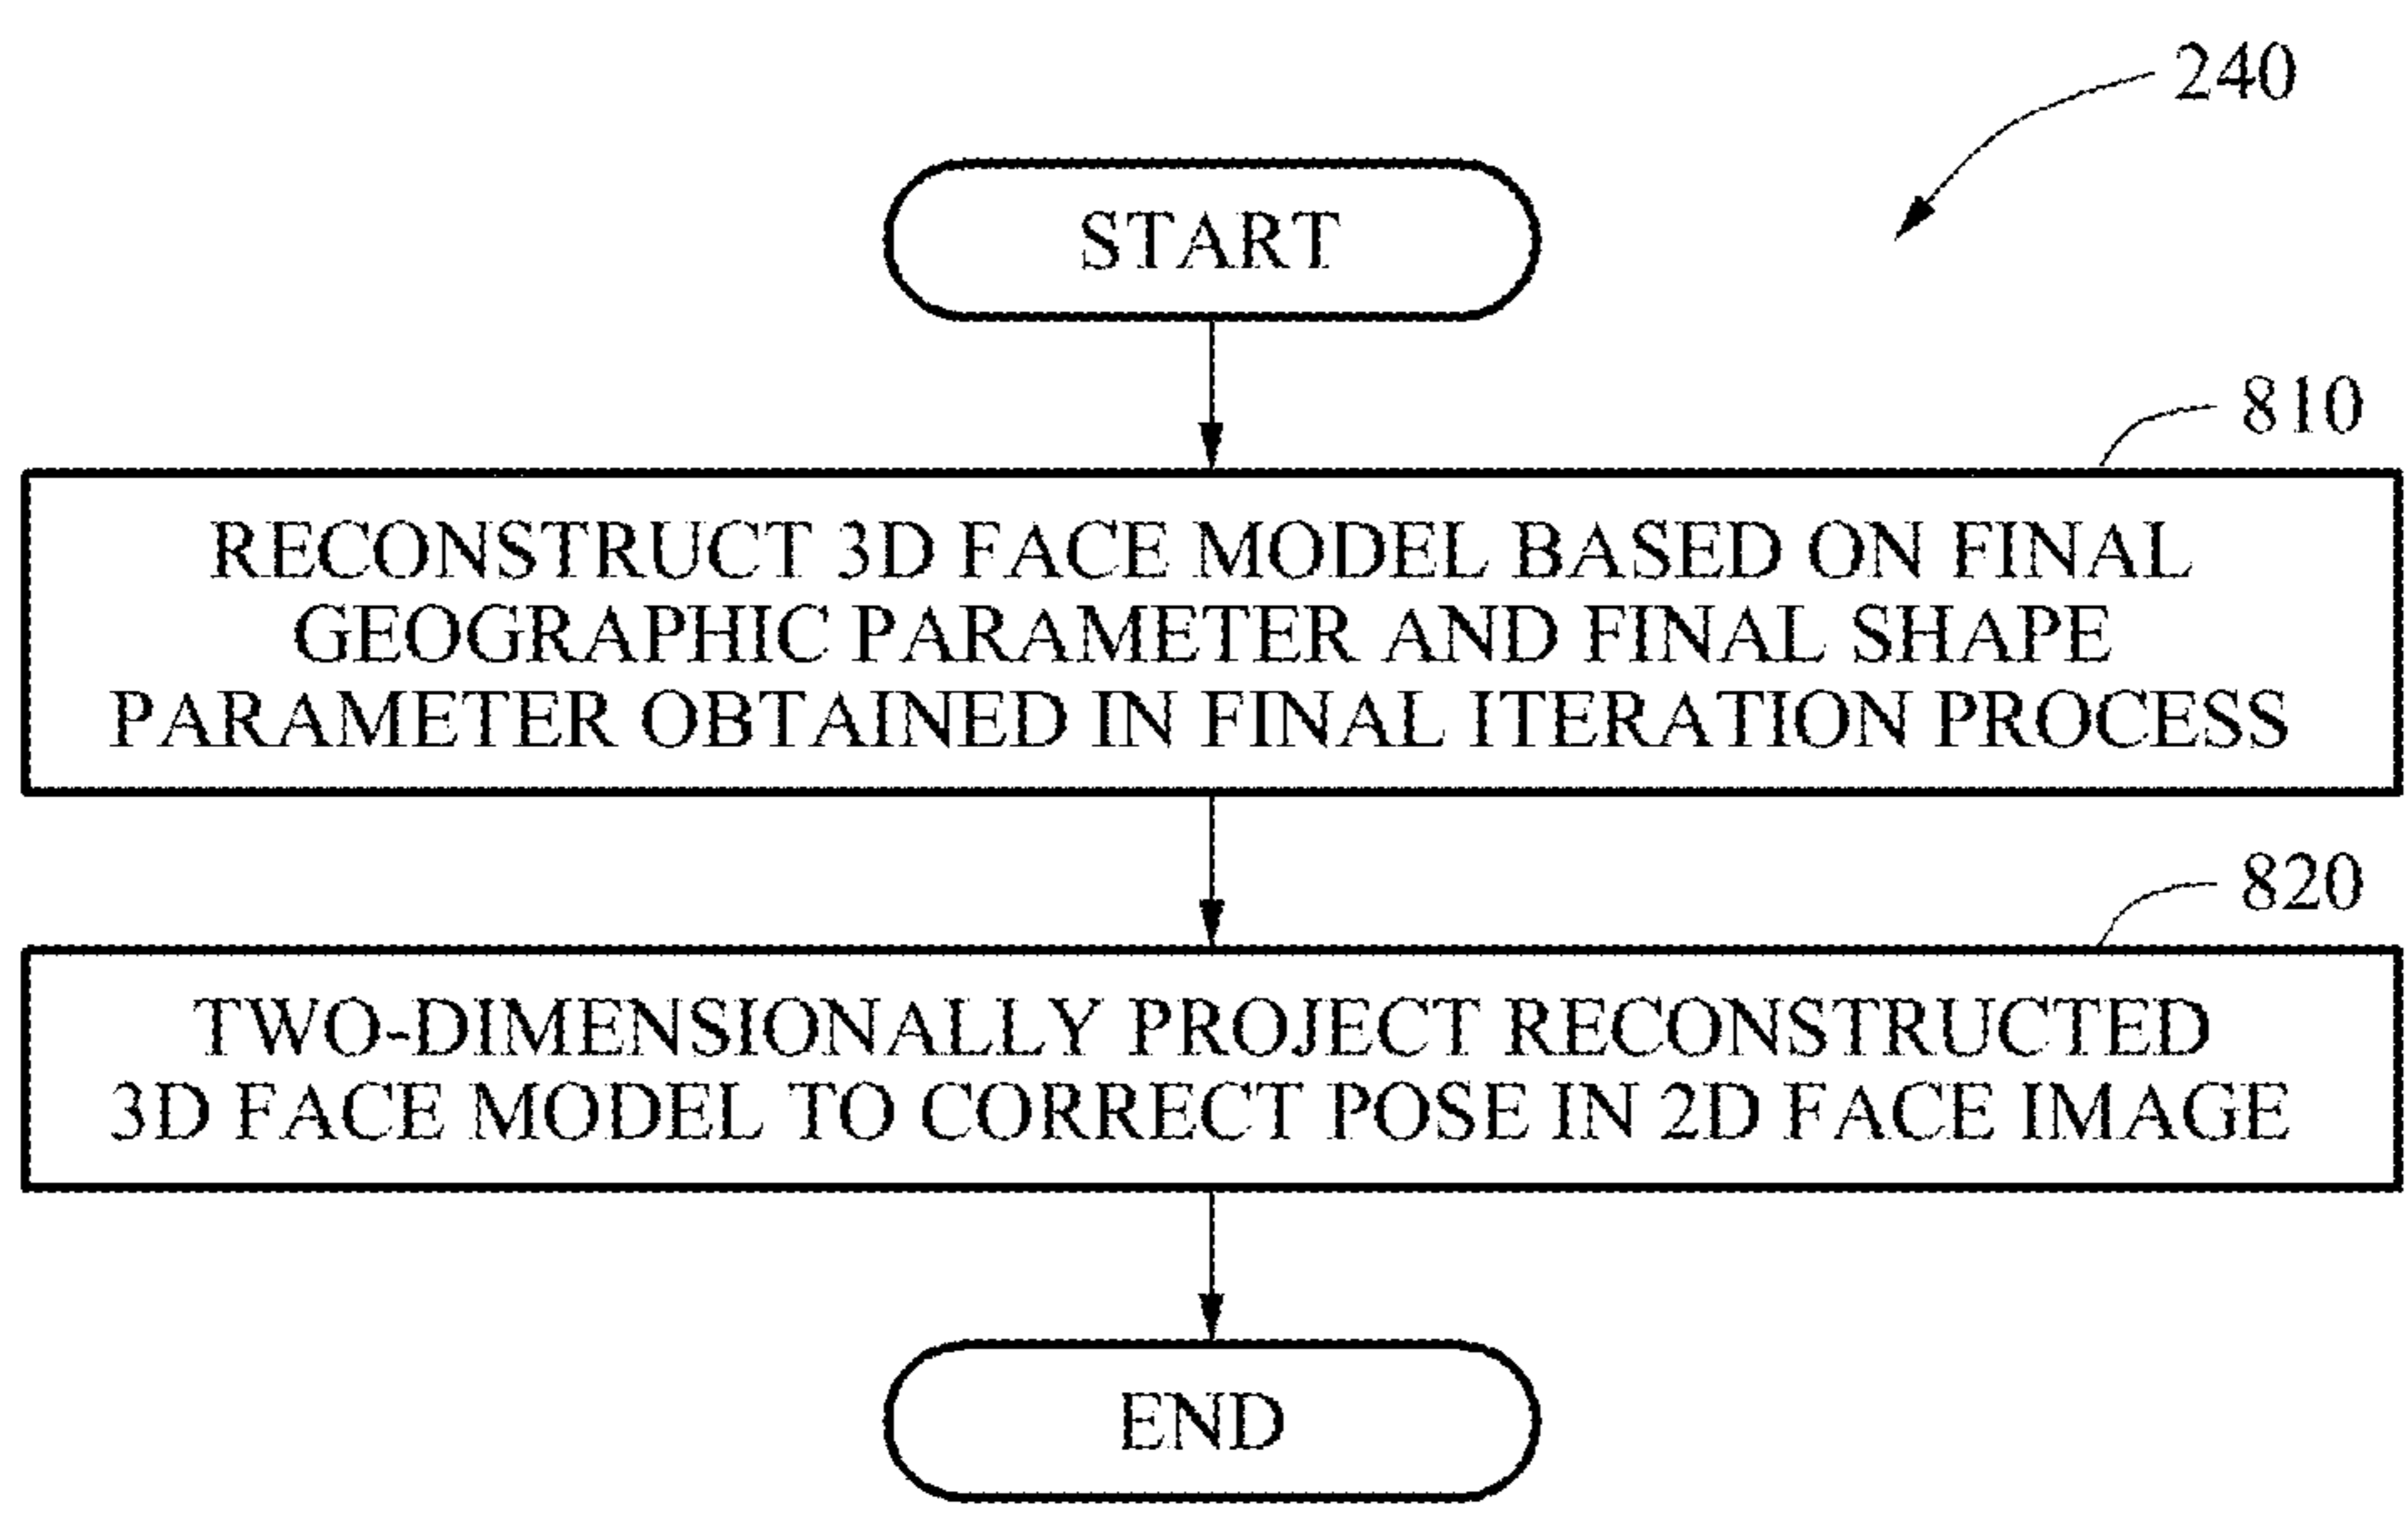 240
START
810
RECONSTRUCT 3D FACE MODEL BASED ON FINAL
GEOGRAPHIC PARAMETER AND FINAL SHAPE
PARAMETER OBTAINED IN FINAL ITERATION PROCESS
820
TWO-DIMENSIONALLY PROJECT RECONSTRUCTED
3D FACE MODEL TO CORRECT POSE IN 2D FACE IMAGE
END